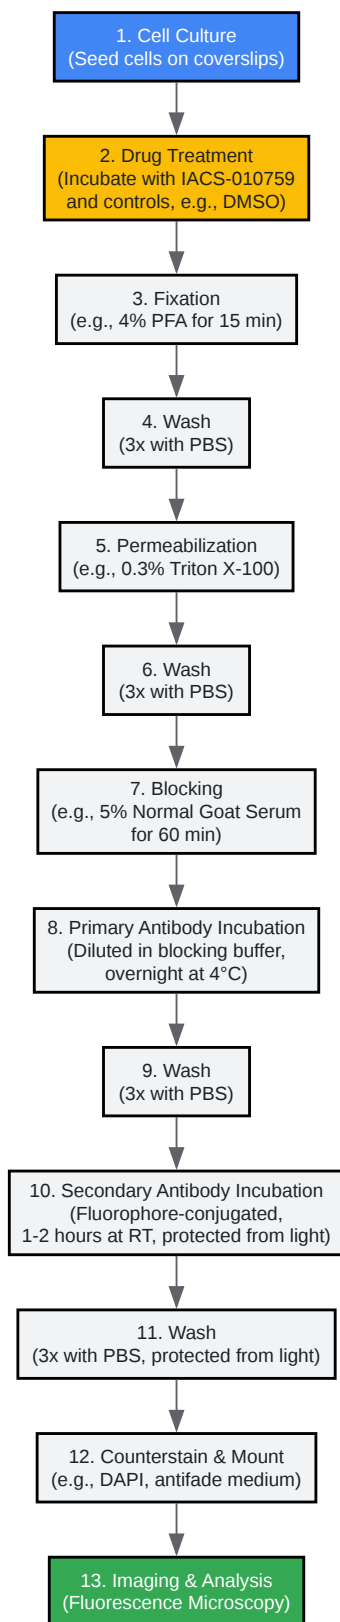 1. Cell Culture
(Seed cells on coverslips)
2. Drug Treatment
(Incubate with IACS-010759
and controls, e.g., DMSO)
3. Fixation
(e.g., 4% PFA for 15 min)
4. Wash
(3x with PBS)
5. Permeabilization
(e.g., 0.3% Triton X-100)
6. Wash
(3x with PBS)
7. Blocking
(e.g., 5% Normal Goat Serum
for 60 min)
8. Primary Antibody Incubation
(Diluted in blocking buffer,
overnight at 4°C)
9. Wash
(3x with PBS)
10. Secondary Antibody Incubation
(Fluorophore-conjugated,
1-2 hours at RT, protected from light)
11. Wash
(3x with PBS, protected from light)
12. Counterstain & Mount
(e.g., DAPI, antifade medium)
13. Imaging & Analysis
(Fluorescence Microscopy)